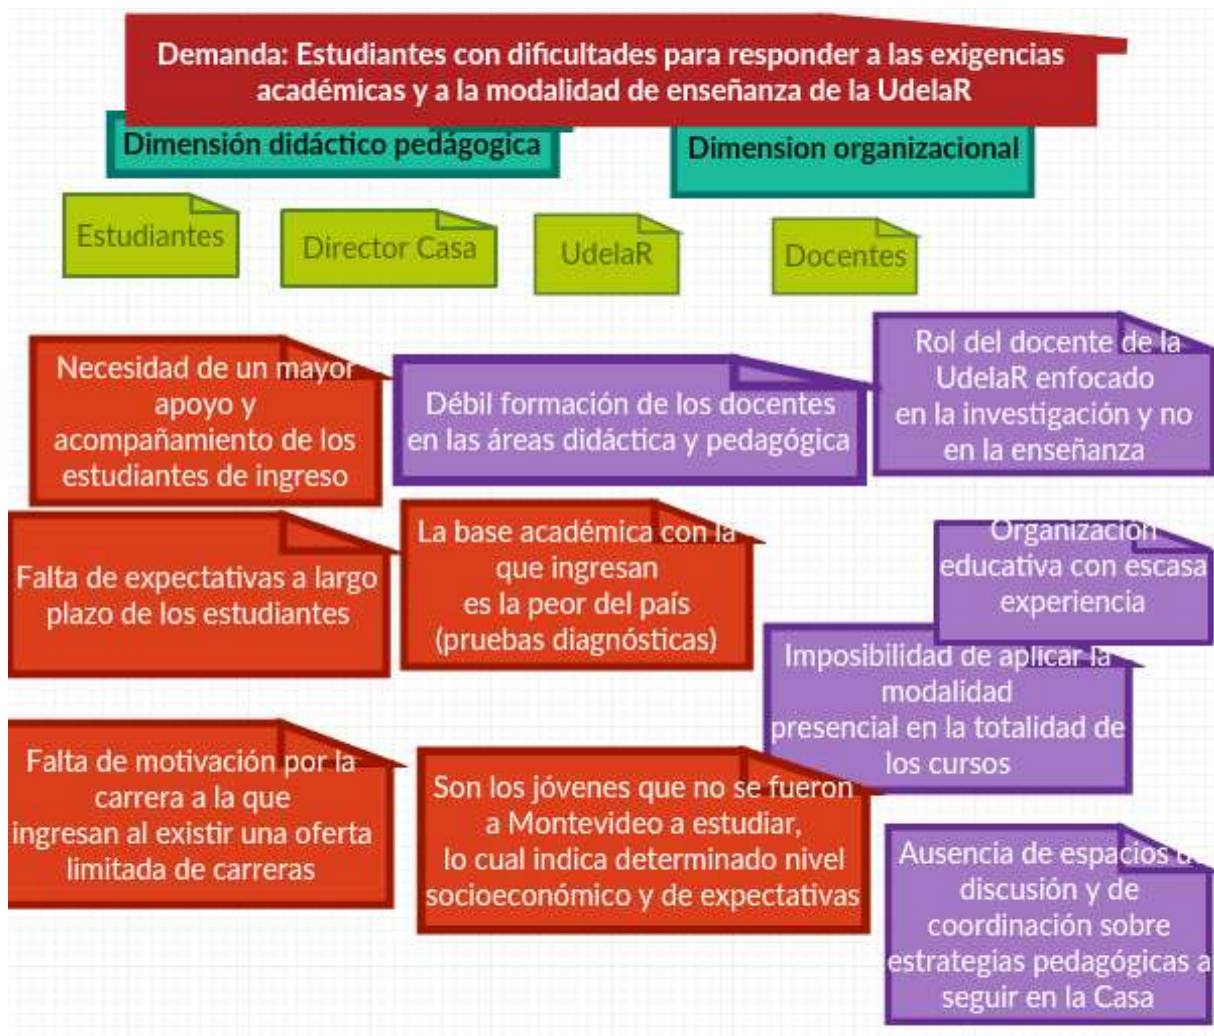 Demanda: Estudiantes con dificultades para responder a las exigencias
académicas y a la modalidad de enseñanza de la UdelaR
Dimensión didáctico pedágogica
Dimension organizacional
Estudiantes
Director Casa
UdelaR
Docentes
Necesidad de un mayor
apoyo y
acompañamiento de los
estudiantes de ingreso
Débil formación de los docentes
en las áreas didáctica y pedagógica
Rol del docente de la
UdelaR enfocado
en la investigación y no
en la enseñanza
Falta de expectativas a largo
plazo de los estudiantes
La base académica con la
que ingresan
es la peor del país
(pruebas diagnósticas)
Organización
educativa con escasa
experiencia
Imposibilidad de aplicar la
modalidad
presencial en la totalidad de
los cursos
Falta de motivación por la
carrera a la que
ingresan al existir una oferta
limitada de carreras
Son los jóvenes que no se fueron
a Montevideo a estudiar,
lo cual indica determinado nivel
socioeconómico y de expectativas
Ausencia de espacios de
discusión y de
coordinación sobre
estrategias pedagógicas a
seguir en la Casa